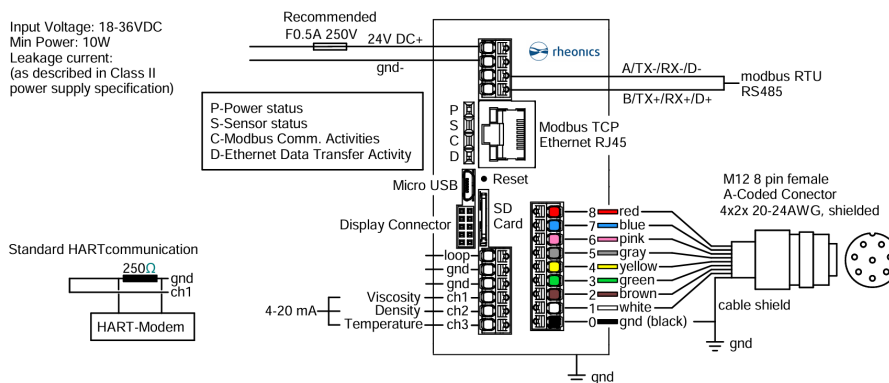 Input Voltage: 18-36VDC
Min Power: 10W
Leakage current:
(as described in Class II
power supply specification)
Recommended
F0.5A 250V
24V DC+
gnd-
rheonics
A/TX-/RX-/D-
B/TX+/RX+/D+
modbus RTU
RS485
P-Power status
S-Sensor status
C-Modbus Comm. Activities
D-Ethernet Data Transfer Activity
P
S
C
D
Modbus TCP
Ethernet RJ45
Micro USB
Reset
Display Connector
SD
Card
M12 8 pin female
A-Coded Conector
4x2x 20-24AWG, shielded
8 red
7 blue
6 pink
5 gray
4 yellow
3 green
2 brown
1 white
0 gnd (black)
cable shield
gnd
Standard HARTcommunication
250Ω
gnd
ch1
HART-Modem
loop
gnd
gnd
4-20 mA
Viscosity ch1
Density ch2
Temperature ch3
gnd